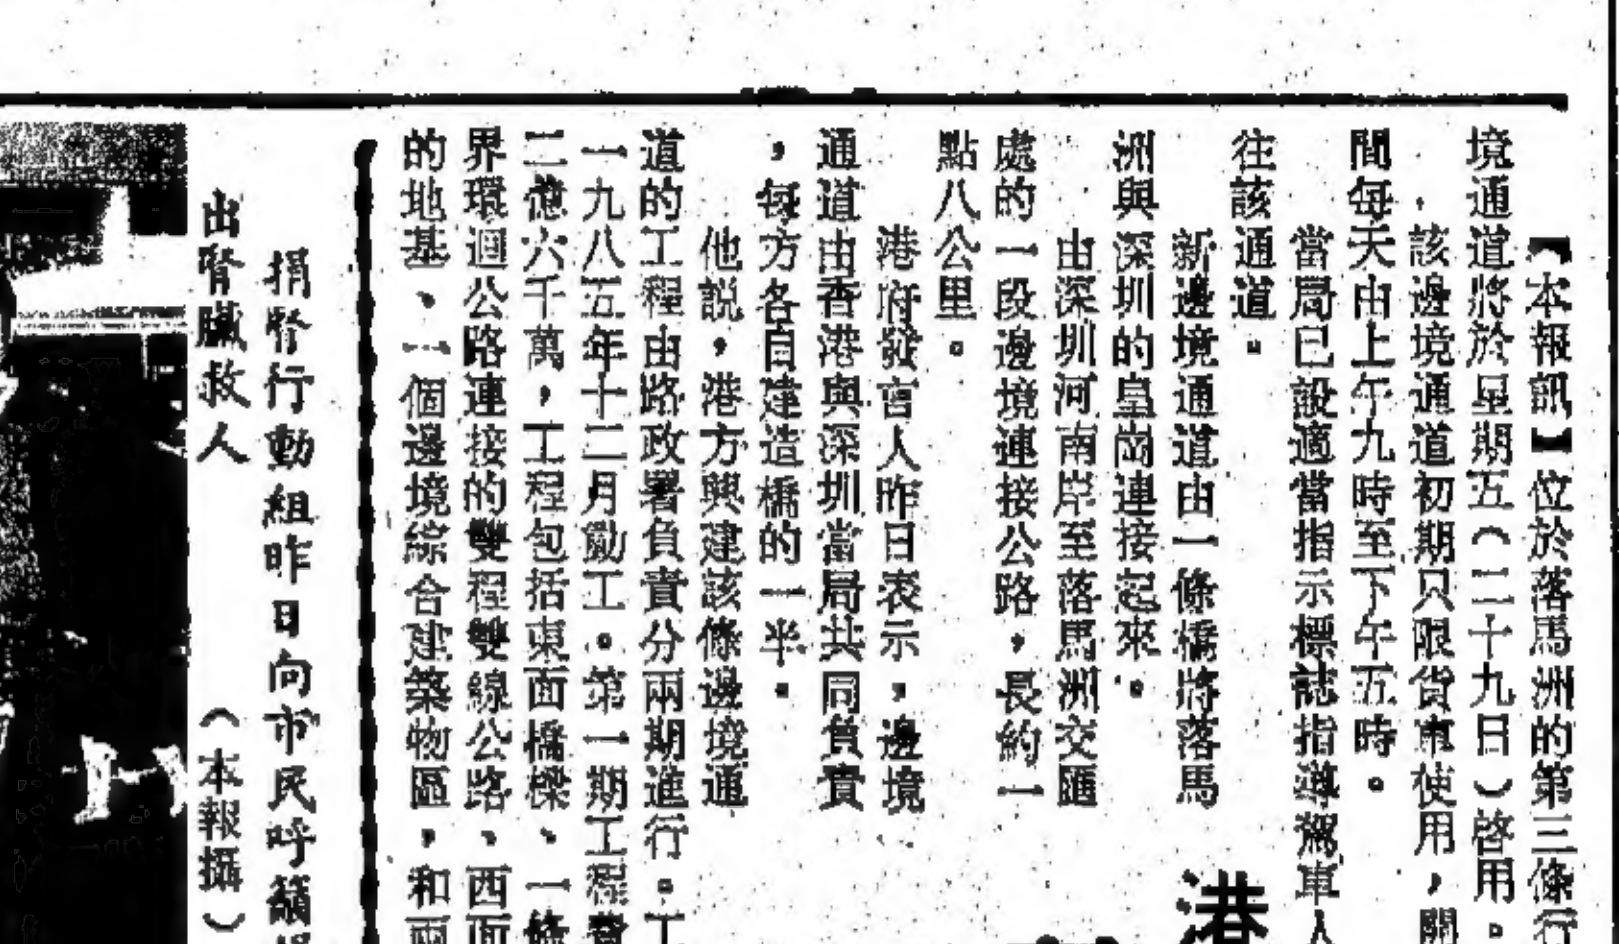 【本報訊】位於落馬洲的第三條行
境通道將於星期五(二十九日)啓用。
該邊境通道初期只限貨車使用，開
間每天由上午九時至下午五時。
當局已設適當指示標誌指導駕車人
往該通道。
新邊境通道由一條橋將落馬
洲與深圳的皇崗連接起來。
由深圳河南岸至落馬洲交匯
處的一段邊境連接公路，長約一
點八公里。
港府發言人昨日表示，邊境
通道由香港與深圳當局共同負責
，每方各自建造橋的一半。
他説，港方興建該條邊境通
道的工程由路政署負責分兩期進行。工
一九八五年十二月動工。第一期工程費
二億六千萬，工程包括東面橋樑、一條
界環迴公路連接的雙程雙線公路、西面
的地基、一個邊境綜合建築物區，和兩
港
捐腎行動組昨日向市民呼籲捐
出腎臟救人 (本報攝)